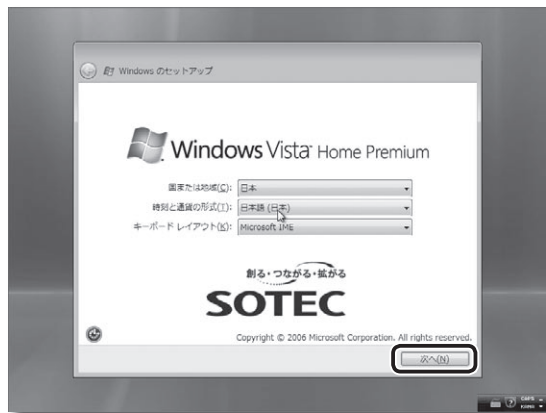 Windows のセットアップ
Windows Vista Home Premium
国または地域(C): 日本
時刻と通貨の形式(T): 日本語 (日本)
キーボード レイアウト(K): Microsoft IME
創る・つながる・拡がる
SOTEC
Copyright © 2006 Microsoft Corporation. All rights reserved.
次へ(N)
CAPS
KANA